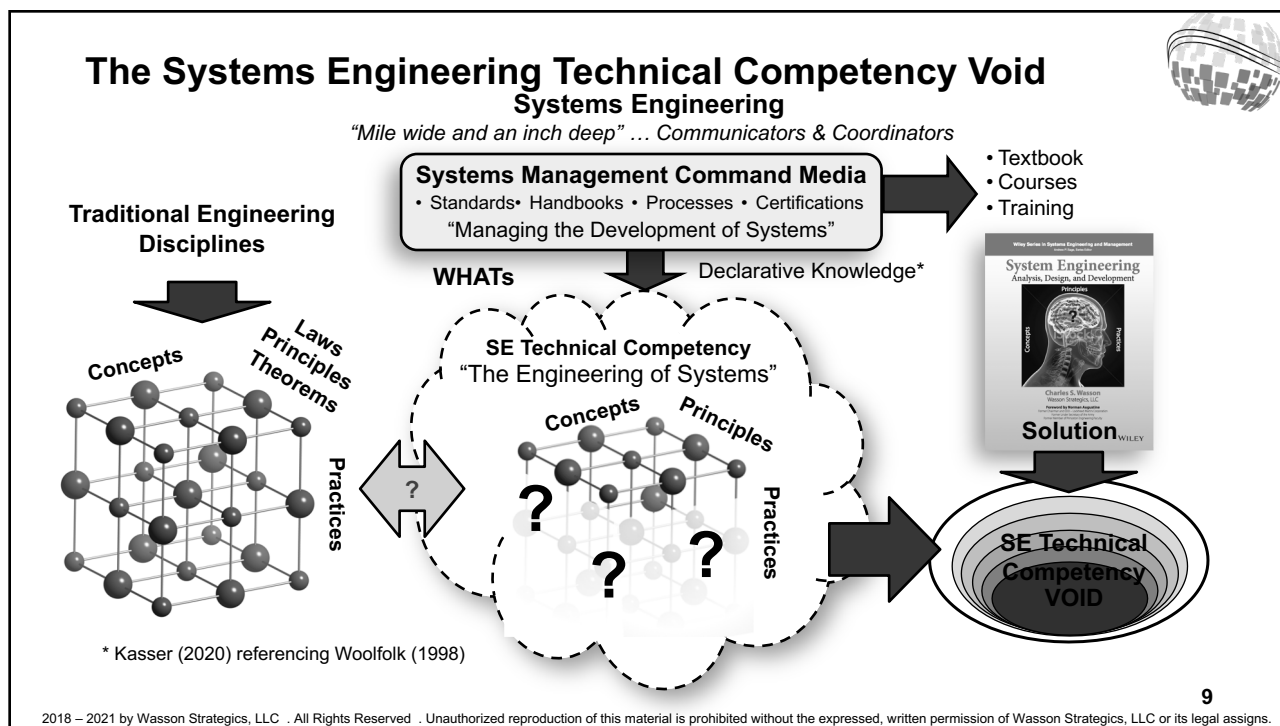 The Systems Engineering Technical Competency Void
Systems Engineering
“Mile wide and an inch deep” … Communicators & Coordinators
Systems Management Command Media
• Standards• Handbooks • Processes • Certifications
“Managing the Development of Systems”
• Textbook
• Courses
• Training
Traditional Engineering
Disciplines
WHATs
Declarative Knowledge*
Concepts
Laws
Principles
Theorems
Practices
?
SE Technical Competency
“The Engineering of Systems”
Concepts
Principles
Practices
?
?
?
Wiley Series in Systems Engineering and Management
System Engineering
Analysis, Design, and Development
Principles
?
Concepts
Practices
Charles S. Wasson
Wasson Strategics, LLC
Foreword by Norman Augustine
Solution
WILEY
SE Technical
Competency
VOID
* Kasser (2020) referencing Woolfolk (1998)
9
2018 – 2021 by Wasson Strategics, LLC . All Rights Reserved . Unauthorized reproduction of this material is prohibited without the expressed, written permission of Wasson Strategics, LLC or its legal assigns